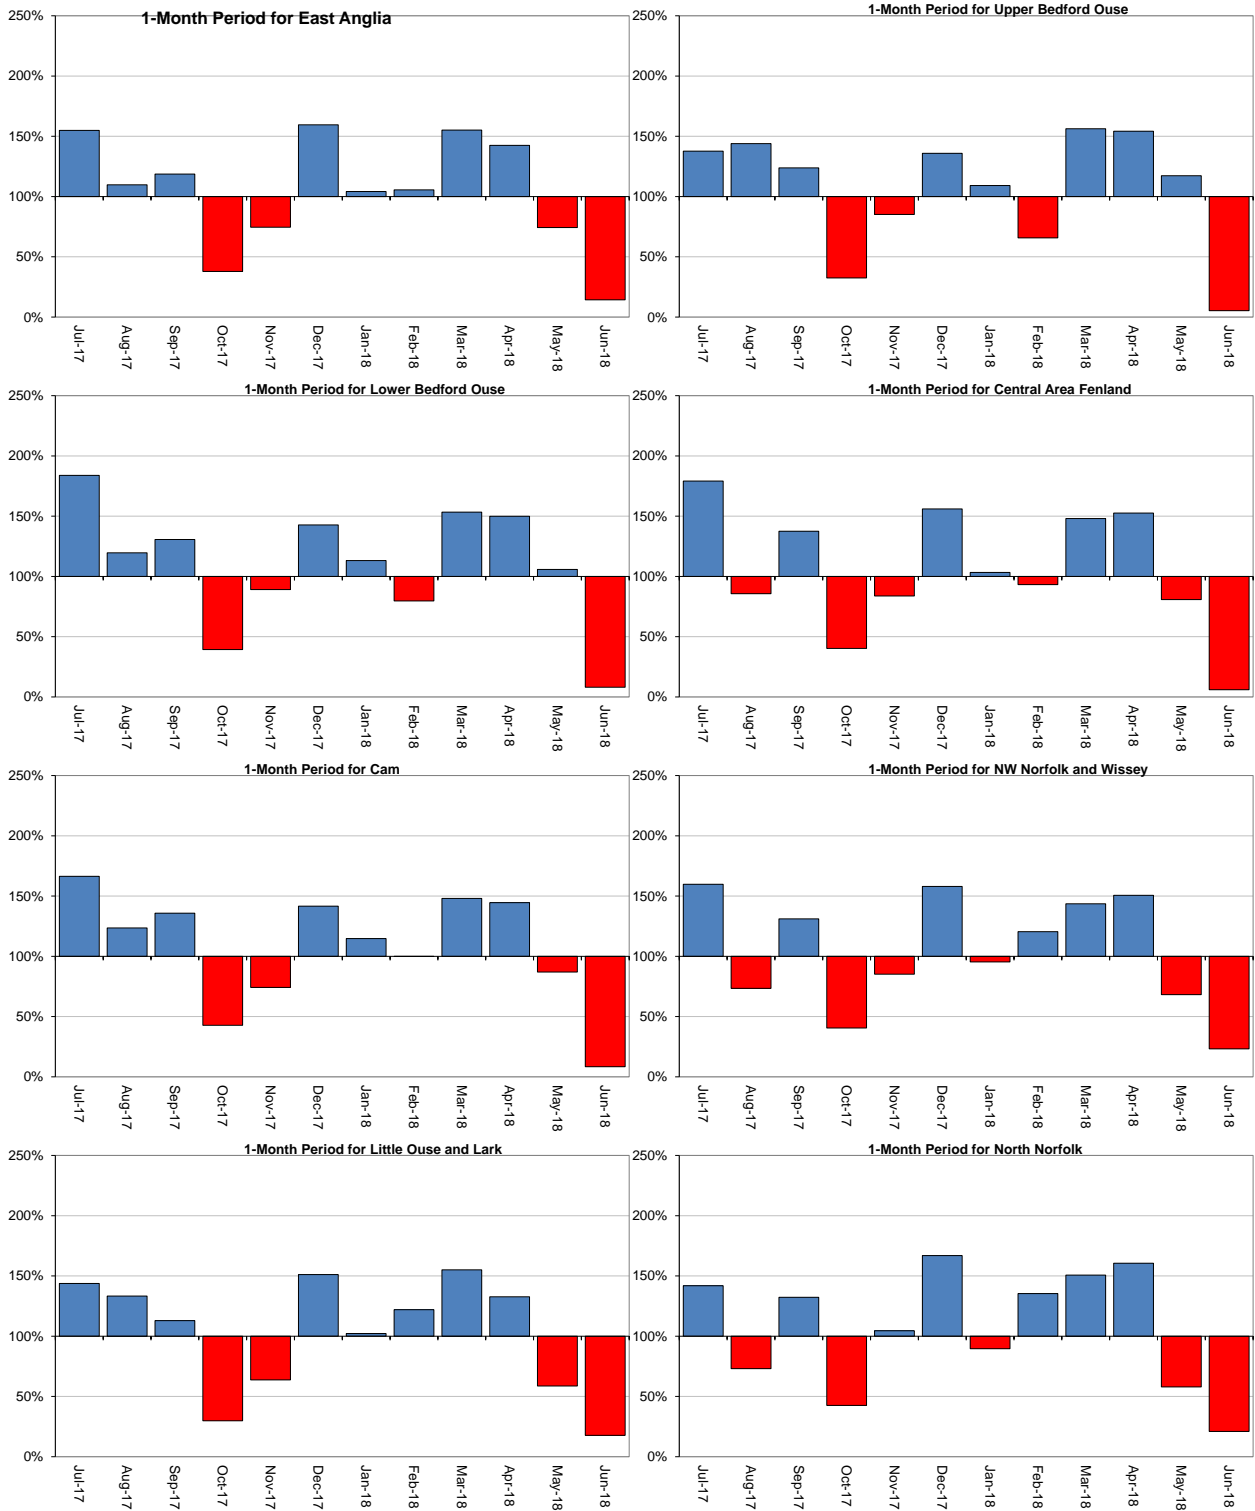 1-Month Period for East Anglia
250%
200%
150%
100%
50%
0%
Jul-17
Aug-17
Sep-17
Oct-17
Nov-17
Dec-17
Jan-18
Feb-18
Mar-18
Apr-18
May-18
Jun-18
1-Month Period for Upper Bedford Ouse
250%
200%
150%
100%
50%
0%
Jul-17
Aug-17
Sep-17
Oct-17
Nov-17
Dec-17
Jan-18
Feb-18
Mar-18
Apr-18
May-18
Jun-18
1-Month Period for Lower Bedford Ouse
250%
200%
150%
100%
50%
0%
Jul-17
Aug-17
Sep-17
Oct-17
Nov-17
Dec-17
Jan-18
Feb-18
Mar-18
Apr-18
May-18
Jun-18
1-Month Period for Central Area Fenland
250%
200%
150%
100%
50%
0%
Jul-17
Aug-17
Sep-17
Oct-17
Nov-17
Dec-17
Jan-18
Feb-18
Mar-18
Apr-18
May-18
Jun-18
1-Month Period for Cam
250%
200%
150%
100%
50%
0%
Jul-17
Aug-17
Sep-17
Oct-17
Nov-17
Dec-17
Jan-18
Feb-18
Mar-18
Apr-18
May-18
Jun-18
1-Month Period for NW Norfolk and Wissey
250%
200%
150%
100%
50%
0%
Jul-17
Aug-17
Sep-17
Oct-17
Nov-17
Dec-17
Jan-18
Feb-18
Mar-18
Apr-18
May-18
Jun-18
1-Month Period for Little Ouse and Lark
250%
200%
150%
100%
50%
0%
Jul-17
Aug-17
Sep-17
Oct-17
Nov-17
Dec-17
Jan-18
Feb-18
Mar-18
Apr-18
May-18
Jun-18
1-Month Period for North Norfolk
250%
200%
150%
100%
50%
0%
Jul-17
Aug-17
Sep-17
Oct-17
Nov-17
Dec-17
Jan-18
Feb-18
Mar-18
Apr-18
May-18
Jun-18